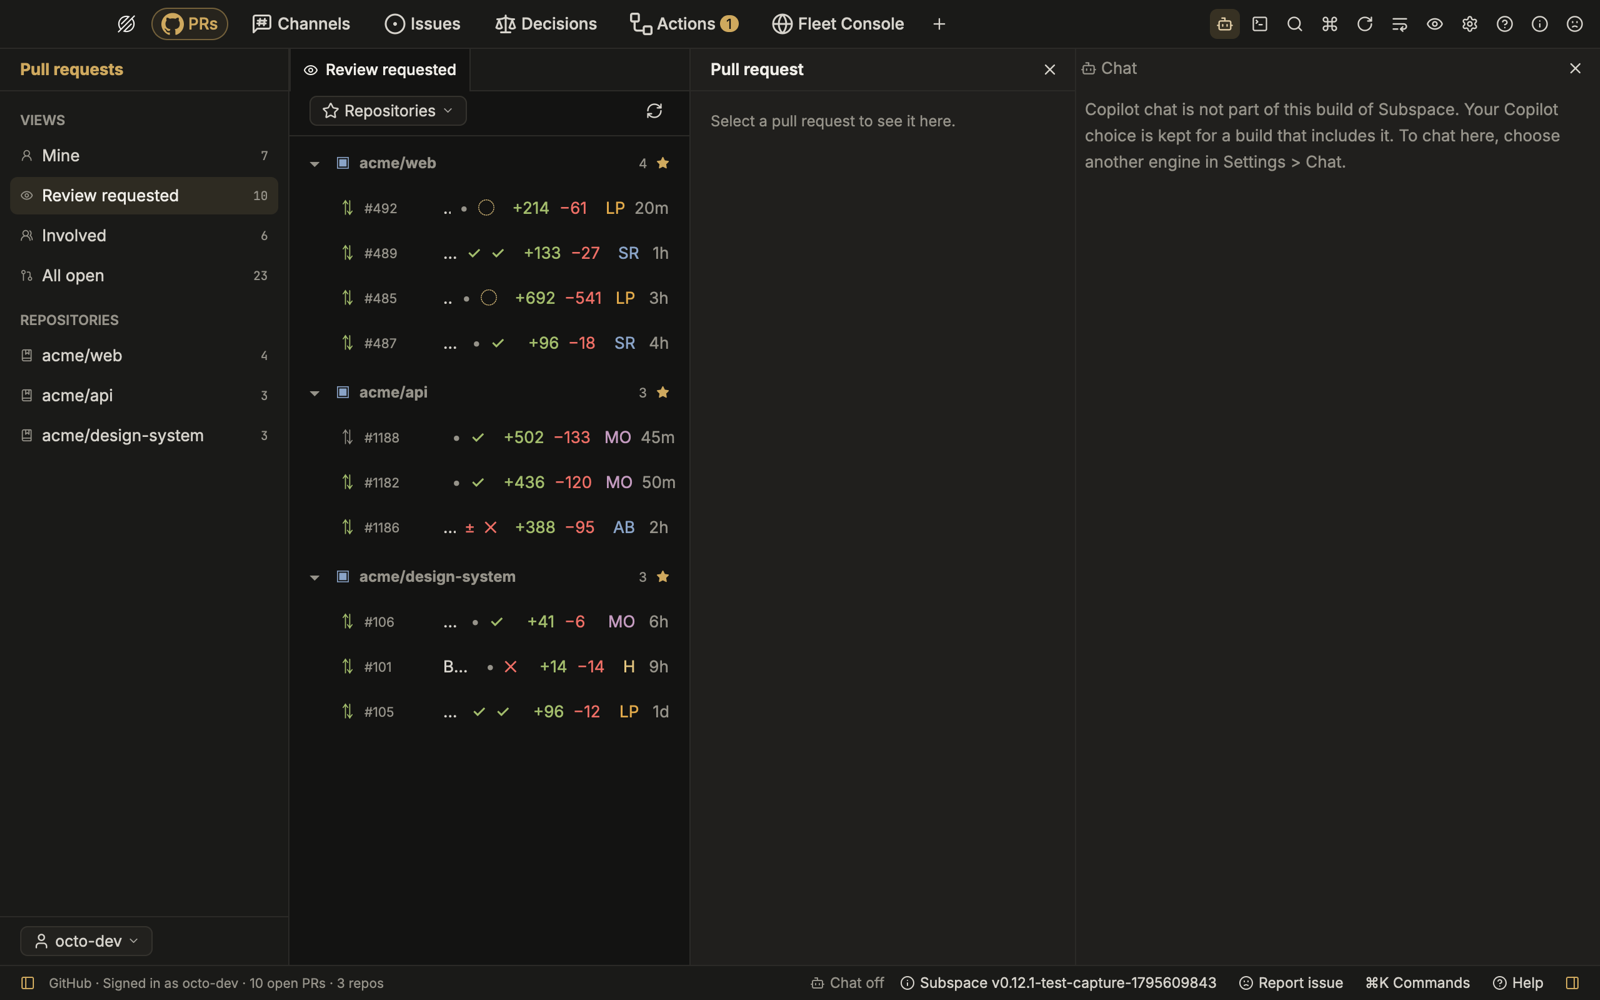 PRs
Channels
Issues
Decisions
Actions 1
Fleet Console
Pull requests
VIEWS
Mine 7
Review requested 10
Involved 6
All open 23
REPOSITORIES
acme/web 4
acme/api 3
acme/design-system 3
octo-dev
Review requested
Repositories
acme/web 4
#492 .. +214 −61 LP 20m
#489 ... +133 −27 SR 1h
#485 .. +692 −541 LP 3h
#487 ... +96 −18 SR 4h
acme/api 3
#1188 +502 −133 MO 45m
#1182 +436 −120 MO 50m
#1186 ... ± +388 −95 AB 2h
acme/design-system 3
#106 ... +41 −6 MO 6h
#101 B... +14 −14 H 9h
#105 ... +96 −12 LP 1d
Pull request
Select a pull request to see it here.
Chat
Copilot chat is not part of this build of Subspace. Your Copilot
choice is kept for a build that includes it. To chat here, choose
another engine in Settings > Chat.
GitHub · Signed in as octo-dev · 10 open PRs · 3 repos
Chat off
Subspace v0.12.1-test-capture-1795609843
Report issue
⌘K Commands
Help